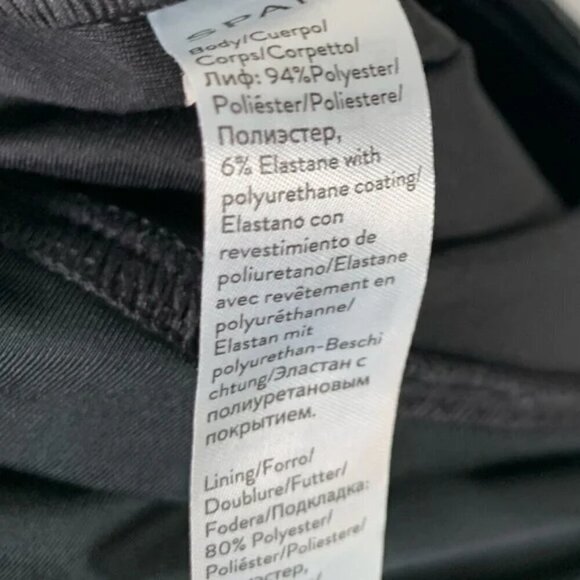 SPA
Body/Cuerpo/
Corps/Corpetto/
Лиф: 94%Polyester/
Poliéster/Poliestere/
Полиэстер,
6% Elastane with
polyurethane coating/
Elastano con
revestimiento de
poliuretano/Elastane
avec revêtement en
polyuréthanne/
Elastan mit
polyurethan-Beschi
chtung/Эластан с
полиуретановым
покрытием.
Lining/Forro/
Doublure/Futter/
Fodera/Подкладка:
80% Polyester/
Poliéster/Poliestere/